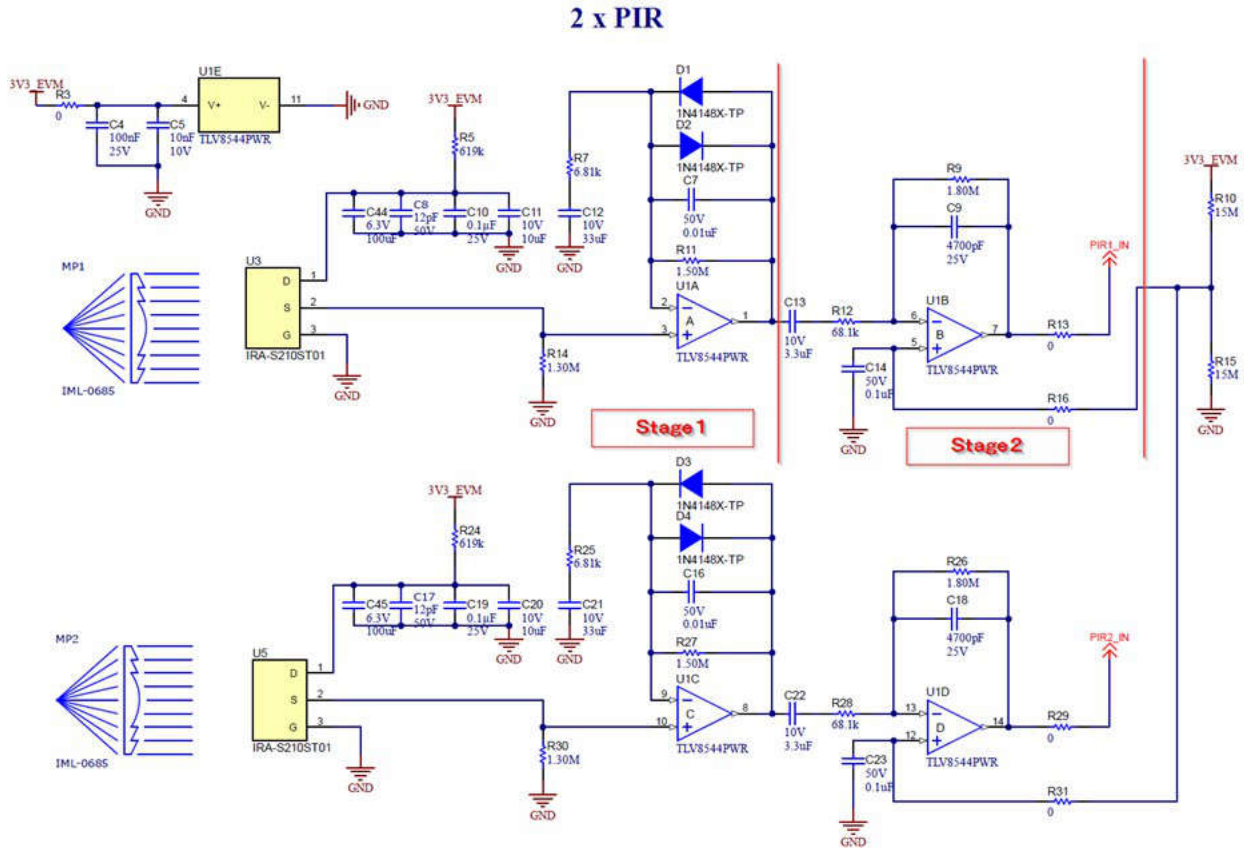 2 x PIR
3V3_EVM
R3
0
C4
100nF
25V
C5
10nF
10V
U1E
4
V+
V-
11
TLV8544PWR
GND
GND
3V3_EVM
R5
619k
C44
6.3V
100uF
C8
12pF
50V
C10
0.1µF
25V
C11
10V
10uF
GND
R7
6.81k
C12
10V
33uF
GND
D1
1N4148X-TP
D2
1N4148X-TP
C7
50V
0.01uF
R11
1.50M
U1A
2
3
A
1
TLV8544PWR
MP1
IML-0685
U3
D
S
G
1
2
3
IRA-S210ST01
GND
R14
1.30M
GND
C13
10V
3.3uF
R12
68.1k
R9
1.80M
C9
4700pF
25V
U1B
6
5
B
7
TLV8544PWR
C14
50V
0.1uF
GND
R13
0
PIR1_IN
R16
0
3V3_EVM
R10
15M
R15
15M
GND
Stage1
Stage2
3V3_EVM
R24
619k
C45
6.3V
100uF
C17
12pF
50V
C19
0.1µF
25V
C20
10V
10uF
GND
R25
6.81k
C21
10V
33uF
GND
D3
1N4148X-TP
D4
1N4148X-TP
C16
50V
0.01uF
R27
1.50M
U1C
9
10
C
8
TLV8544PWR
MP2
IML-0685
U5
D
S
G
1
2
3
IRA-S210ST01
GND
R30
1.30M
GND
C22
10V
3.3uF
R28
68.1k
R26
1.80M
C18
4700pF
25V
U1D
13
12
D
14
TLV8544PWR
C23
50V
0.1uF
GND
R29
0
PIR2_IN
R31
0